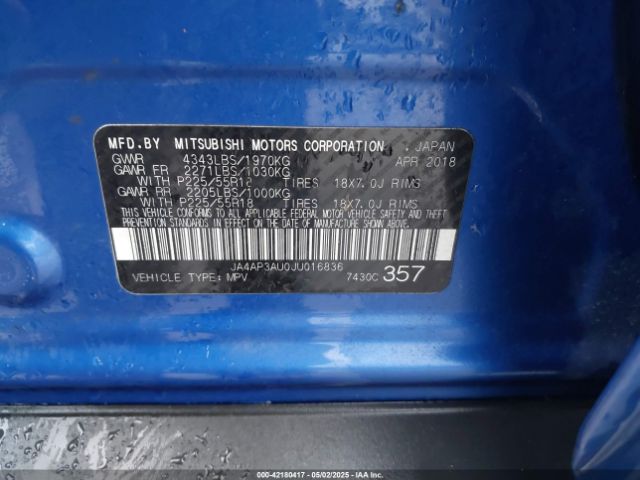 MFD.BY MITSUBISHI MOTORS CORPORATION , JAPAN
GVWR 4343LBS/1970KG APR 2018
GAWR FR 2271LBS/1030KG
WITH P225/55R18 TIRES 18X7.0J RIMS
GAWR RR 2205LBS/1000KG
WITH P225/55R18 TIRES 18X7.0J RIMS
THIS VEHICLE CONFORMS TO ALL APPLICABLE FEDERAL MOTOR VEHICLE SAFETY AND THEFT
PREVENTION STANDARDS IN EFFECT ON THE DATE OF MANUFACTURE SHOWN ABOVE.
JA4AP3AU0JU016836
VEHICLE TYPE: MPV 7430C 357
000-42180417 - 05/02/2025 - IAAI.COM